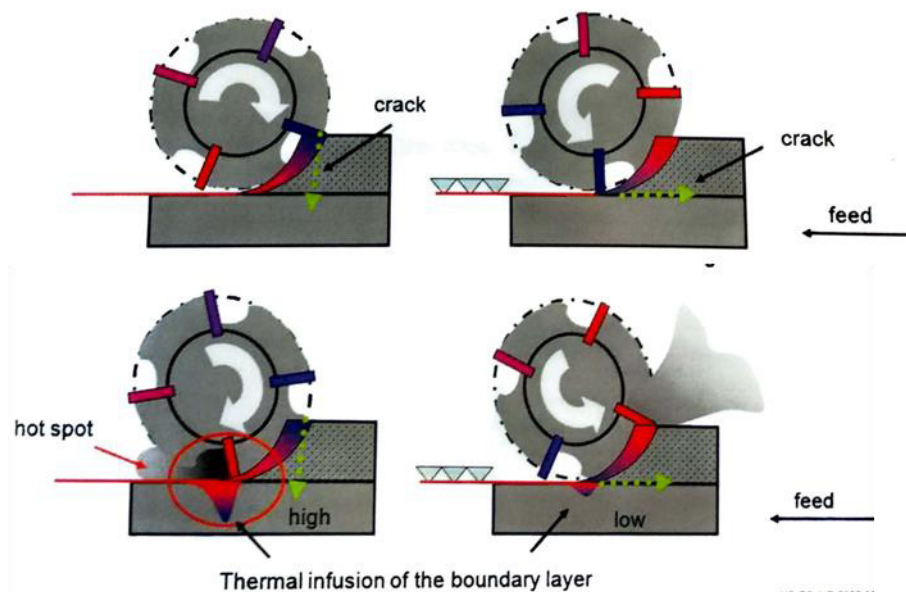 crack
crack
feed
hot spot
high
low
feed
Thermal infusion of the boundary layer